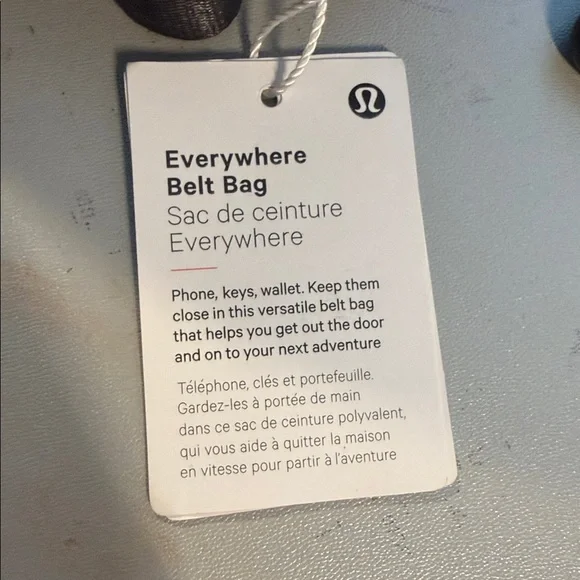 Everywhere
Belt Bag
Sac de ceinture
Everywhere
Phone, keys, wallet. Keep them
close in this versatile belt bag
that helps you get out the door
and on to your next adventure
Téléphone, clés et portefeuille.
Gardez-les à portée de main
dans ce sac de ceinture polyvalent,
qui vous aide à quitter la maison
en vitesse pour partir à l'aventure